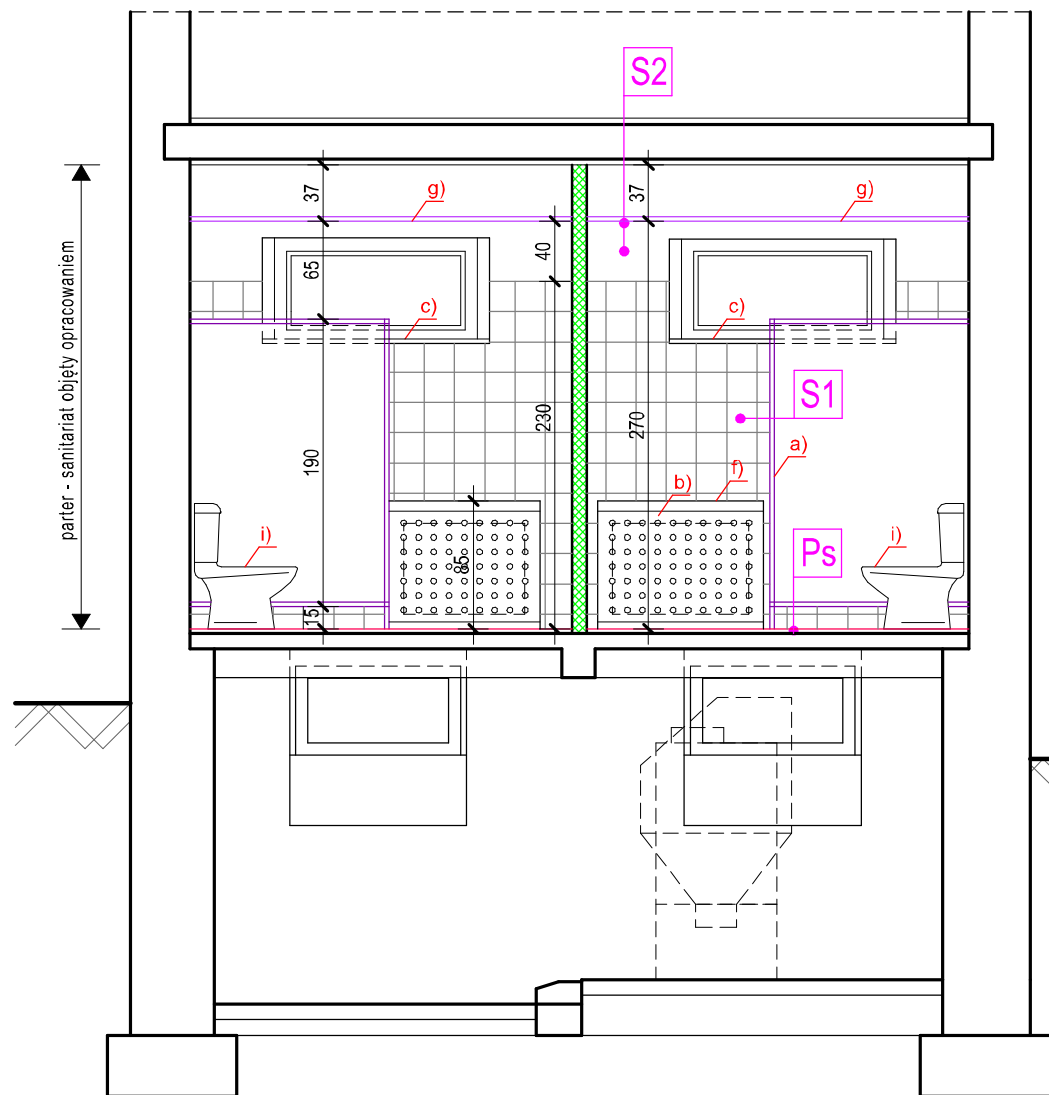 S2
37
37
g)
g)
40
65
c)
c)
S1
230
270
190
a)
f)
b)
Ps
i)
i)
85
15
parter - sanitariat objęty opracowaniem